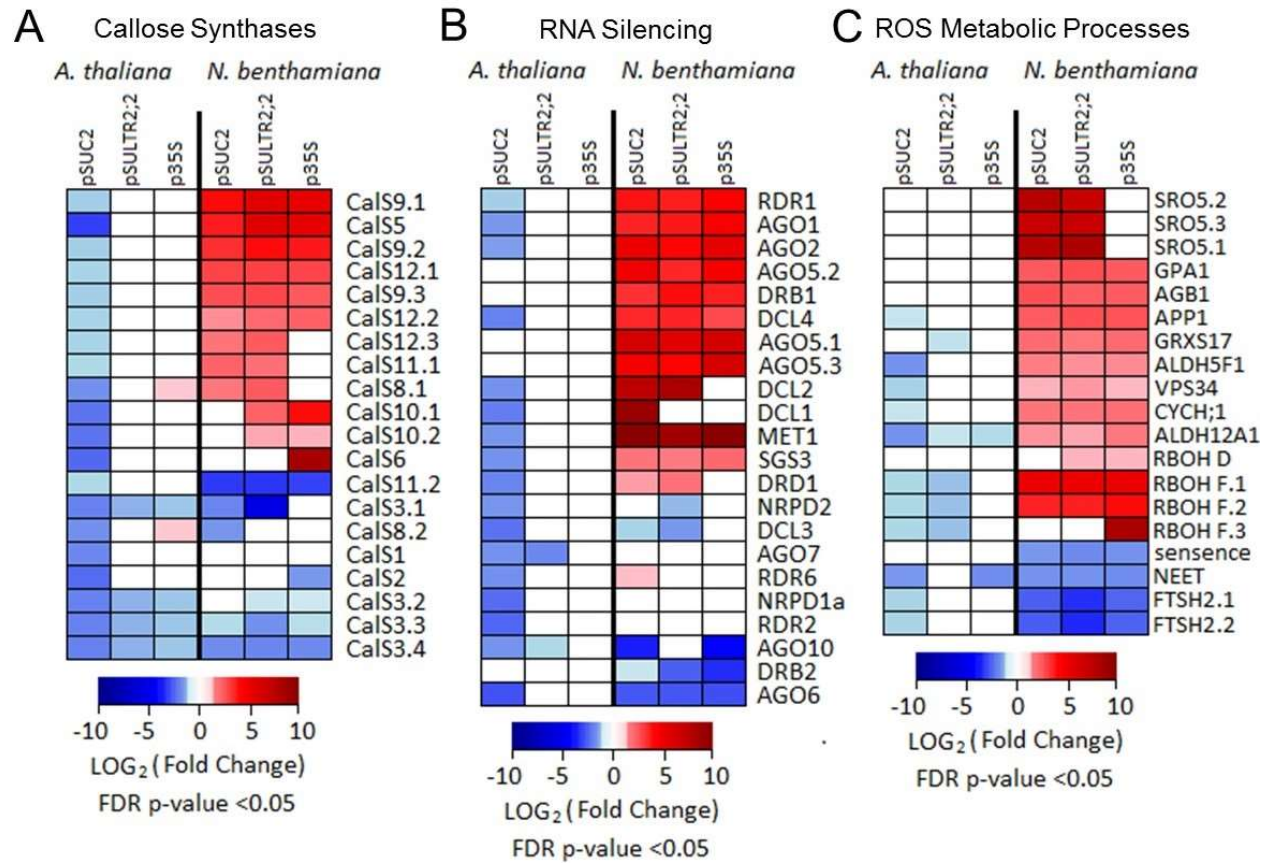 A Callose Synthases
A. thaliana N. benthamiana
pSUC2 pSULTR2;2 p35S pSUC2 pSULTR2;2 p35S
CalS9.1
CalS5
CalS9.2
CalS12.1
CalS9.3
CalS12.2
CalS12.3
CalS11.1
CalS8.1
CalS10.1
CalS10.2
CalS6
CalS11.2
CalS3.1
CalS8.2
CalS1
CalS2
CalS3.2
CalS3.3
CalS3.4
-10 -5 0 5 10
LOG2 (Fold Change)
FDR p-value <0.05
B RNA Silencing
A. thaliana N. benthamiana
pSUC2 pSULTR2;2 p35S pSUC2 pSULTR2;2 p35S
RDR1
AGO1
AGO2
AGO5.2
DRB1
DCL4
AGO5.1
AGO5.3
DCL2
DCL1
MET1
SGS3
DRD1
NRPD2
DCL3
AGO7
RDR6
NRPD1a
RDR2
AGO10
DRB2
AGO6
-10 -5 0 5 10
LOG2 (Fold Change)
FDR p-value <0.05
C ROS Metabolic Processes
A. thaliana N. benthamiana
pSUC2 pSULTR2;2 p35S pSUC2 pSULTR2;2 p35S
SRO5.2
SRO5.3
SRO5.1
GPA1
AGB1
APP1
GRXS17
ALDH5F1
VPS34
CYCH;1
ALDH12A1
RBOH D
RBOH F.1
RBOH F.2
RBOH F.3
sensence
NEET
FTSH2.1
FTSH2.2
-10 -5 0 5 10
LOG2 (Fold Change)
FDR p-value <0.05